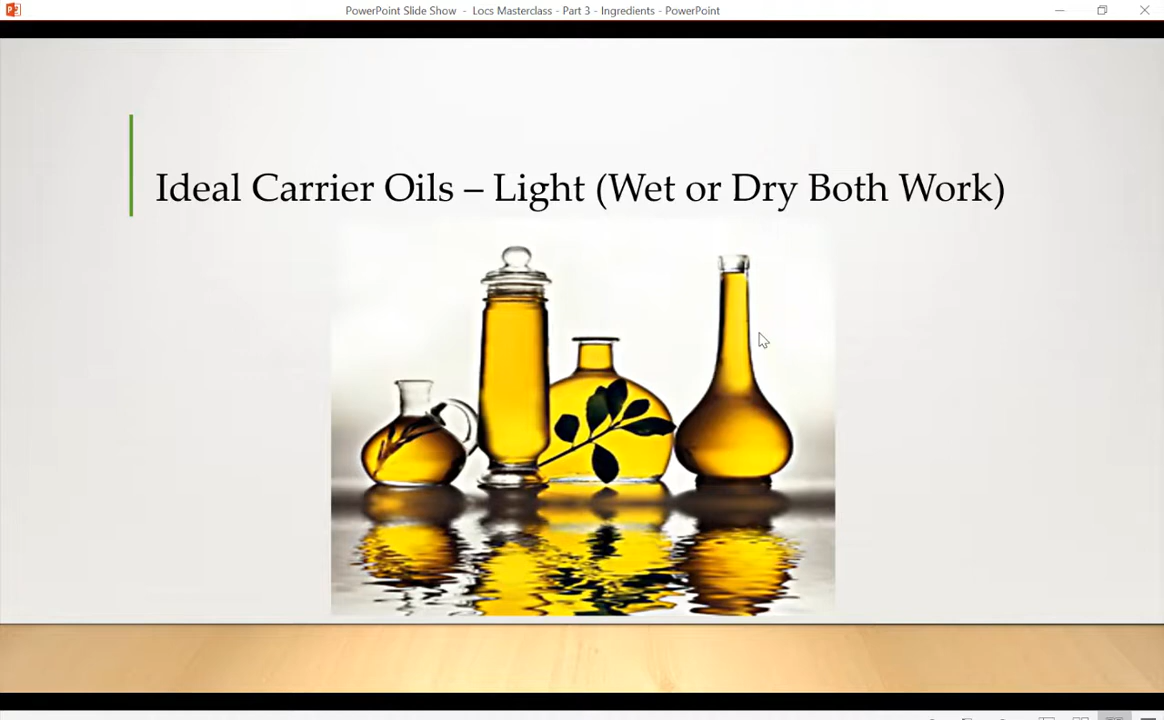 PowerPoint Slide Show - Locs Masterclass - Part 3 - Ingredients - PowerPoint
Ideal Carrier Oils – Light (Wet or Dry Both Work)